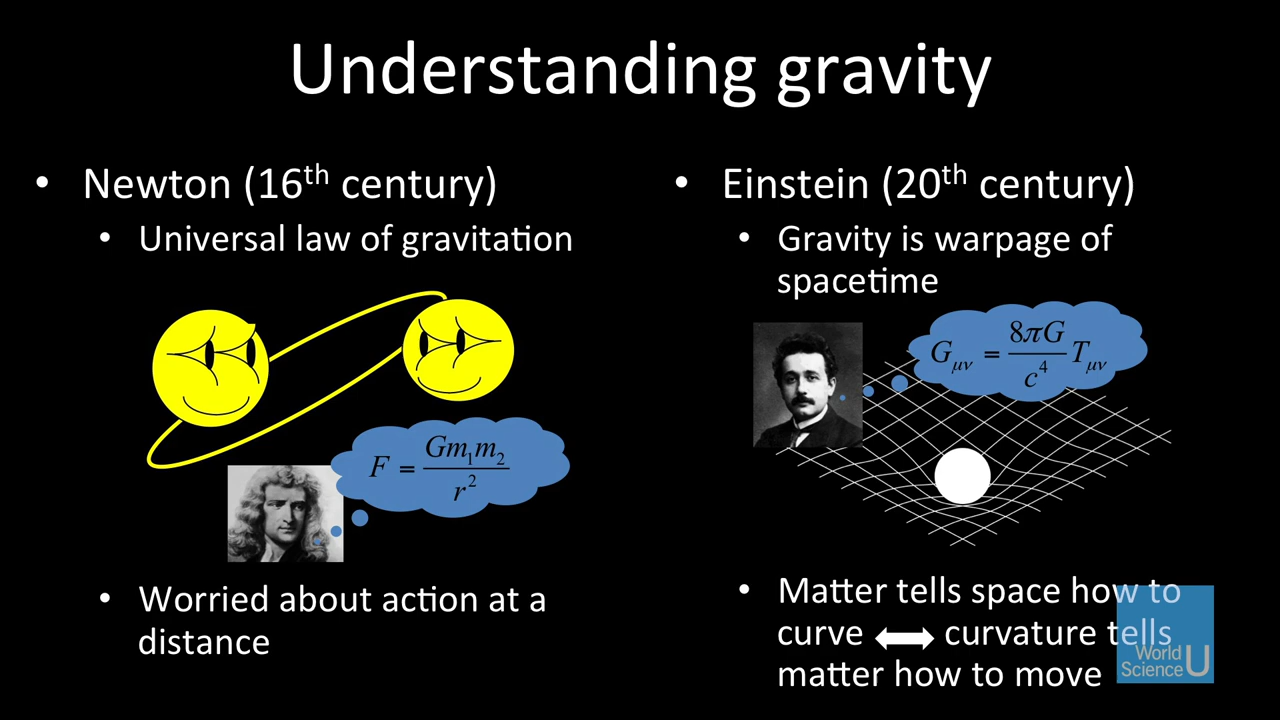 Understanding gravity
• Newton (16th century)
• Universal law of gravitation
F = Gm₁m₂ / r²
• Worried about action at a
distance
• Einstein (20th century)
• Gravity is warpage of
spacetime
Gμν = 8πG / c⁴ Tμν
• Matter tells space how to
curve ⟷ curvature tells
matter how to move
World
Science U